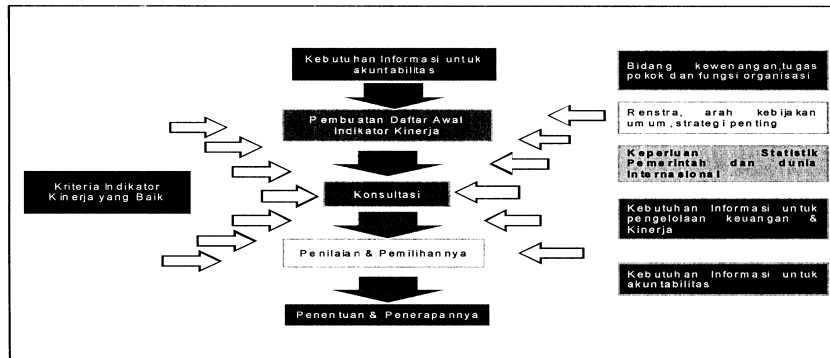 Kebutuhan Informasi untuk
akuntabilitas
Pembuatan Daftar Awal
Indikator Kinerja
Konsultasi
Penilaian & Pemilihannya
Penentuan & Penerapannya
Kriteria Indikator
Kinerja yang Baik
Bidang kewenangan,tugas
pokok dan fungsi organisasi
Renstra, arah kebijakan
umum,strategi penting
Keperluan Statistik
Pemerintah dan dunia
Internasional
Kebutuhan Informasi untuk
pengelolaan keuangan &
Kinerja
Kebutuhan Informasi untuk
akuntabilitas